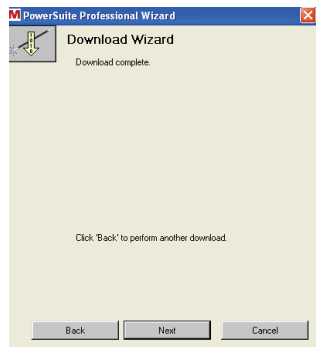 M PowerSuite Professional Wizard
Download Wizard
Download complete.
Click 'Back' to perform another download.
Back
Next
Cancel